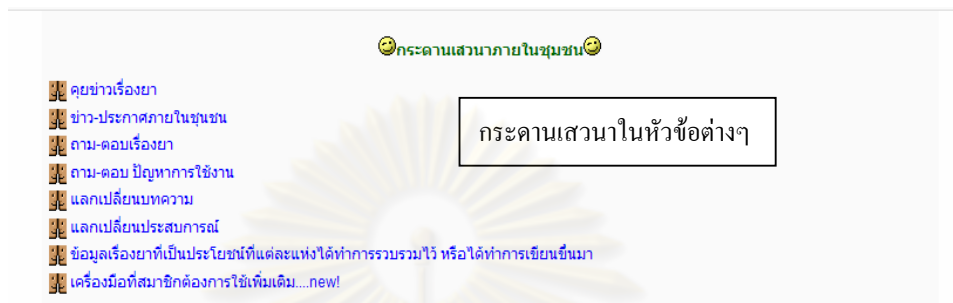 กระดานเสวนาภายในชุมชน
คุยข่าวเรื่องยา
ข่าว-ประกาศภายในชุนชน
กระดานเสวนาในหัวข้อต่างๆ
ถาม-ตอบเรื่องยา
ถาม-ตอบ ปัญหาการใช้งาน
แลกเปลี่ยนบทความ
แลกเปลี่ยนประสบการณ์
ข้อมูลเรื่องยาที่เป็นประโยชน์ที่แต่ละแห่งได้ทำการรวบรวมไว้ หรือได้ทำการเขียนขึ้นมา
เครื่องมือที่สมาชิกต้องการใช้เพิ่มเติม....new!